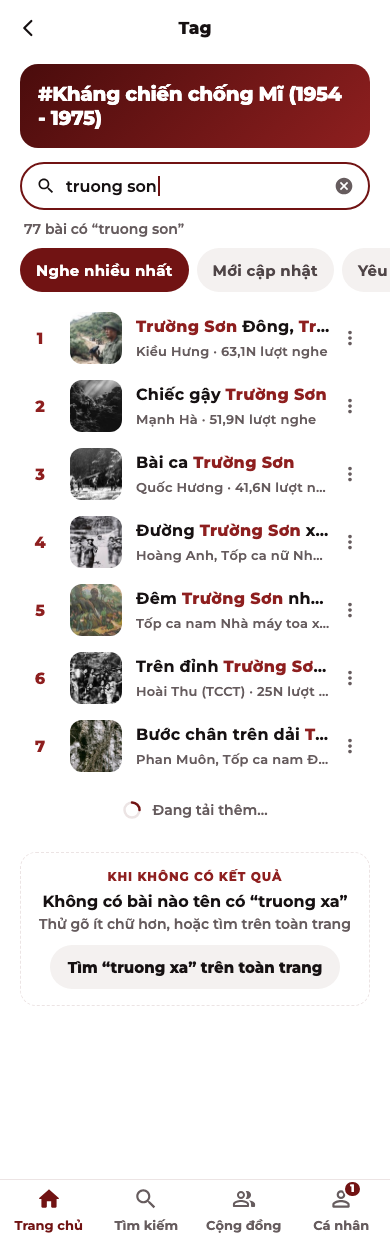 Tag
#Kháng chiến chống Mĩ (1954
- 1975)
truong son
77 bài có “truong son”
Nghe nhiều nhất
Mới cập nhật
Yêu
1
Trường Sơn Đông, Tr...
Kiều Hưng · 63,1N lượt nghe
2
Chiếc gậy Trường Sơn
Mạnh Hà · 51,9N lượt nghe
3
Bài ca Trường Sơn
Quốc Hương · 41,6N lượt n...
4
Đường Trường Sơn x...
Hoàng Anh, Tốp ca nữ Nh...
5
Đêm Trường Sơn nh...
Tốp ca nam Nhà máy toa x...
6
Trên đỉnh Trường Sơ...
Hoài Thu (TCCT) · 25N lượt ...
7
Bước chân trên dải T...
Phan Muôn, Tốp ca nam Đ...
Đang tải thêm...
KHI KHÔNG CÓ KẾT QUẢ
Không có bài nào tên có “truong xa”
Thử gõ ít chữ hơn, hoặc tìm trên toàn trang
Tìm “truong xa” trên toàn trang
1
Trang chủ
Tìm kiếm
Cộng đồng
Cá nhân